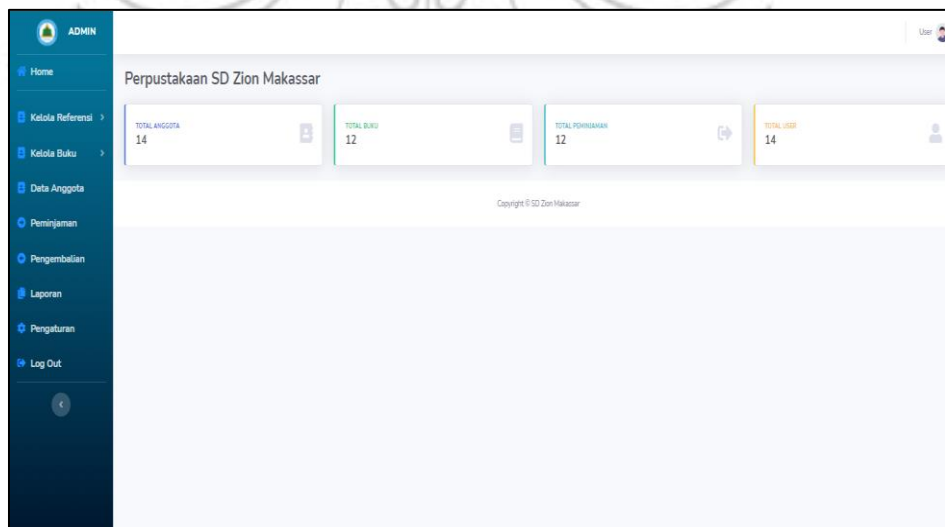 ADMIN
User
Home
Perpustakaan SD Zion Makassar
Kelola Referensi
TOTAL ANGGOTA
14
TOTAL BUKU
12
TOTAL PEMINJAMAN
12
TOTAL USER
14
Kelola Buku
Data Anggota
Copyright © SD Zion Makassar
Peminjaman
Pengembalian
Laporan
Pengaturan
Log Out